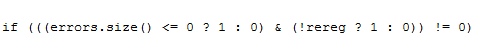 if (((errors.size() <= 0 ? 1 : 0) & (!rereg ? 1 : 0)) != 0)